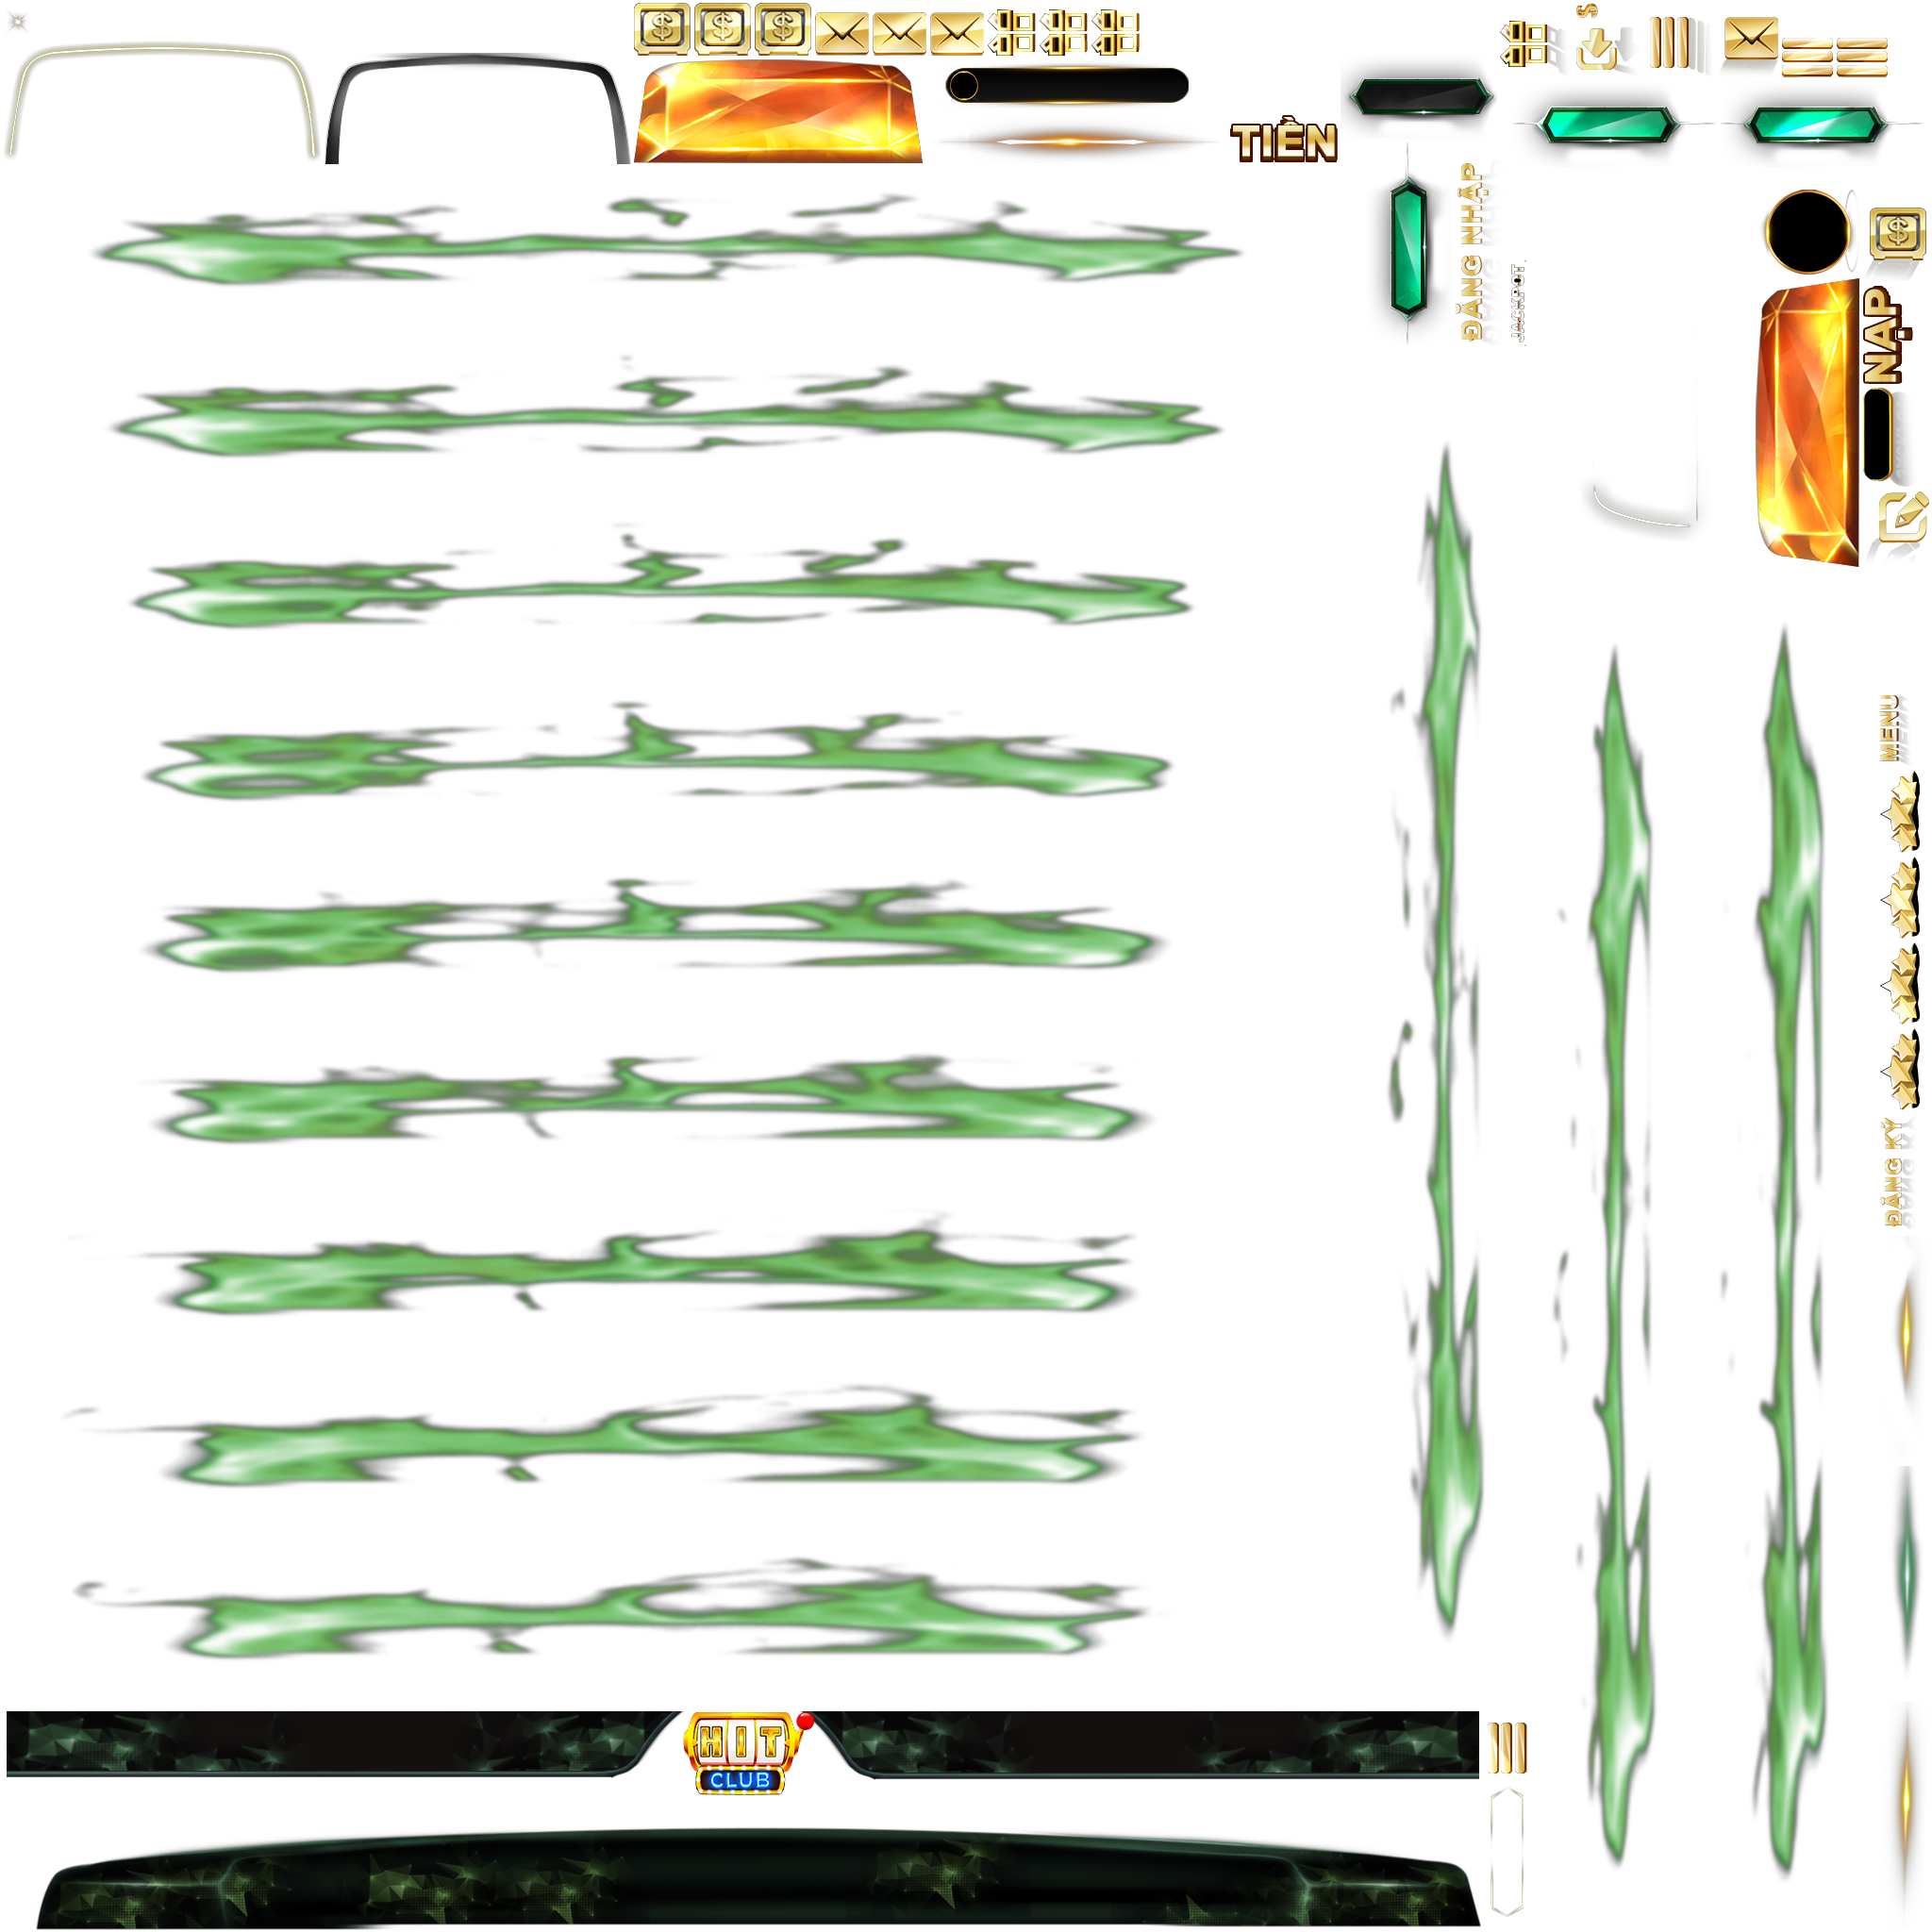 TIỀN
ĐĂNG NHẬP
JACKPOT
NẠP
MENU
ĐĂNG KÝ
HIT
CLUB